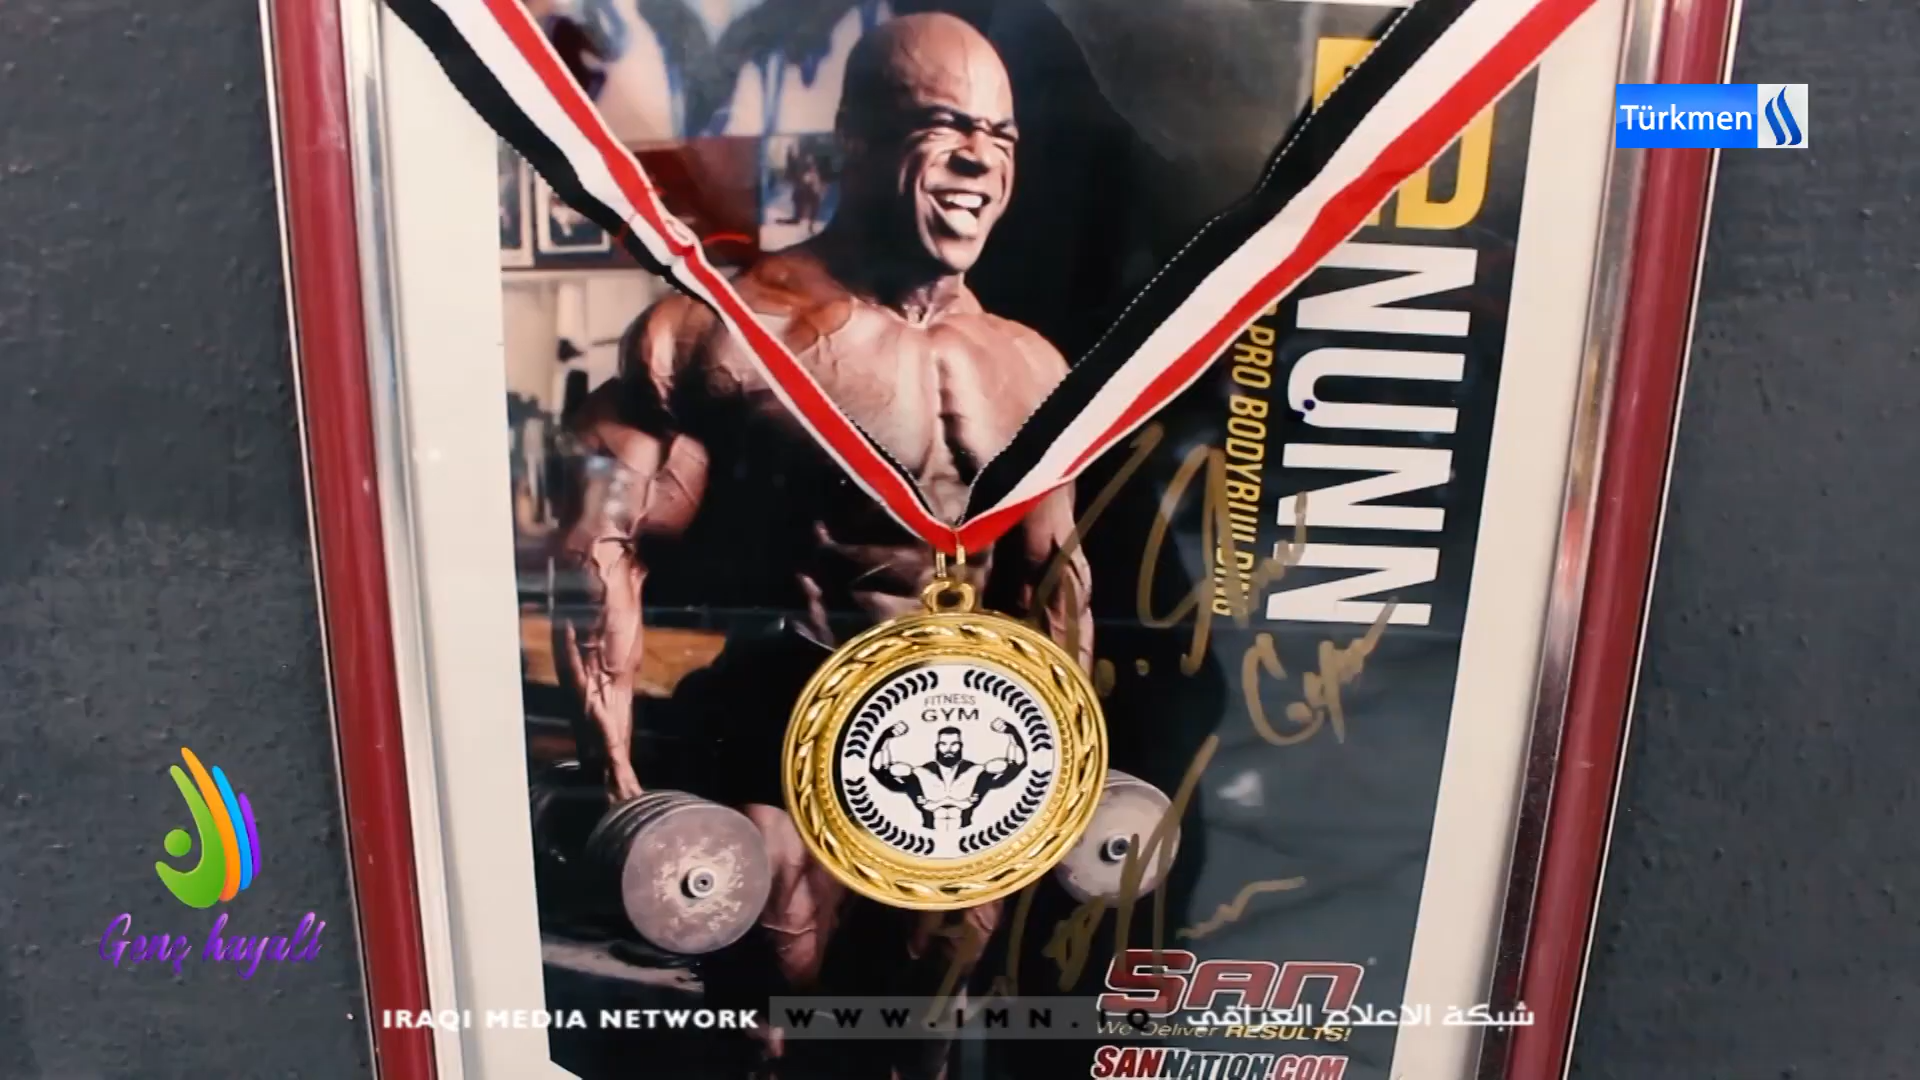 Türkmen
NUNN
PRO BODYBUILDING
FITNESS
GYM
Genç hayali
SAN
We Deliver RESULTS!
SANNATION.COM
IRAQI MEDIA NETWORK WWW.IMN.IQ شبكة الاعلام العراقي